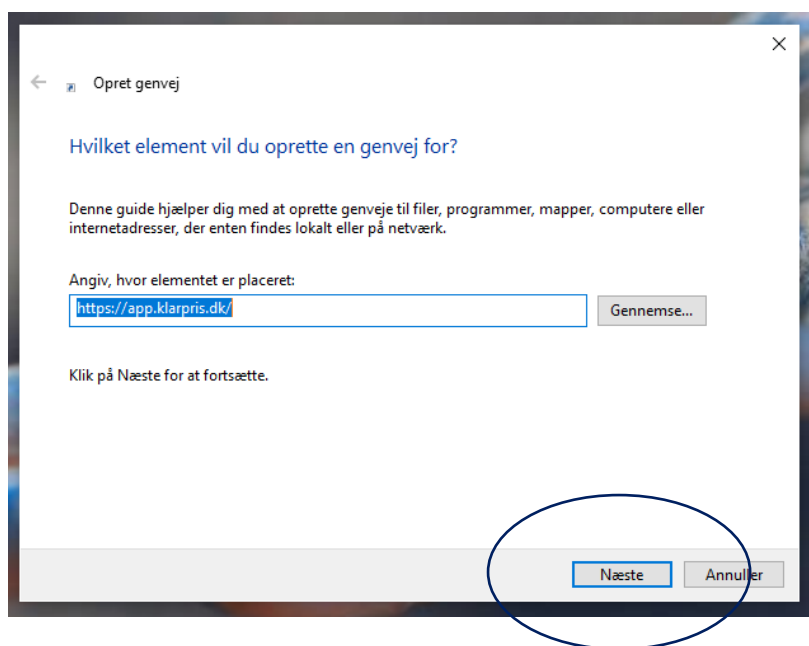 Opret genvej
Hvilket element vil du oprette en genvej for?
Denne guide hjælper dig med at oprette genveje til filer, programmer, mapper, computere eller
internetadresser, der enten findes lokalt eller på netværk.
Angiv, hvor elementet er placeret:
https://app.klarpris.dk/
Gennemse...
Klik på Næste for at fortsætte.
Næste
Annuller